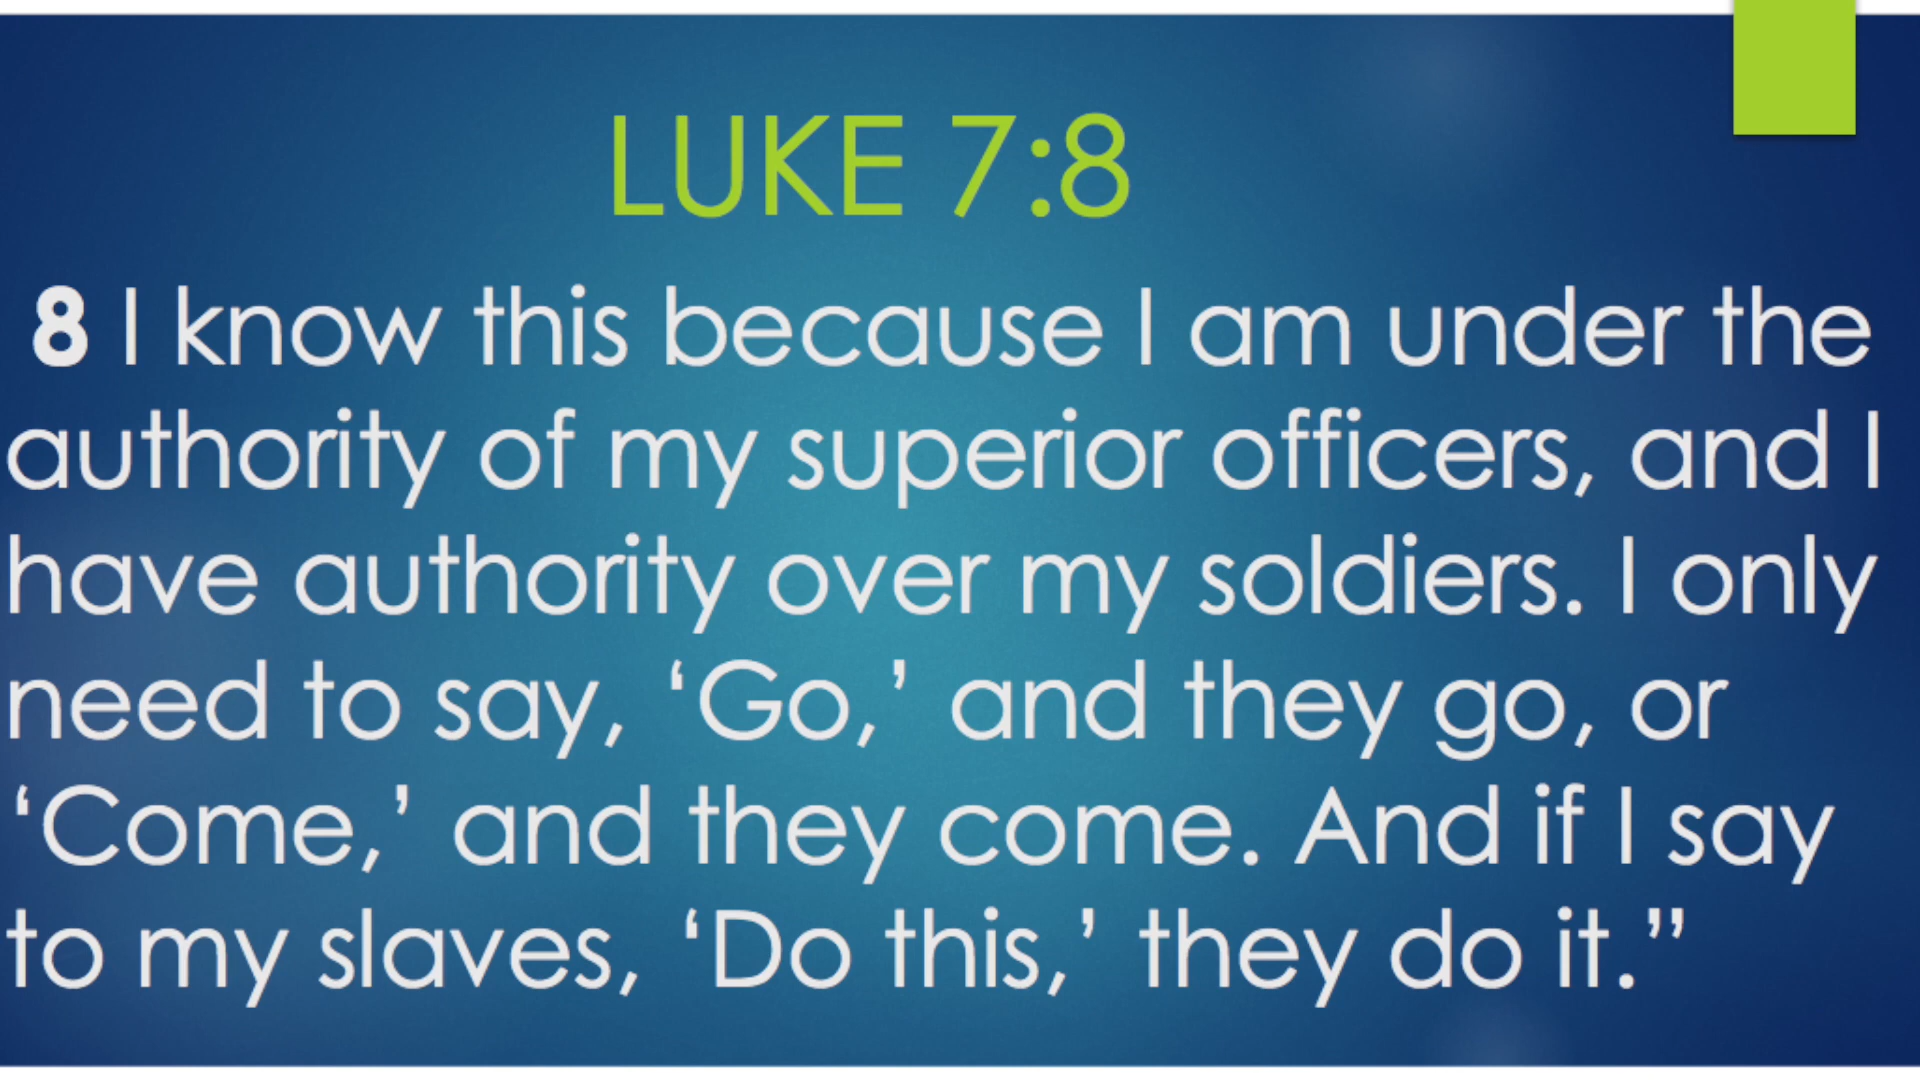 LUKE 7:8
8 I know this because I am under the
authority of my superior officers, and I
have authority over my soldiers. I only
need to say, ‘Go,’ and they go, or
‘Come,’ and they come. And if I say
to my slaves, ‘Do this,’ they do it.”